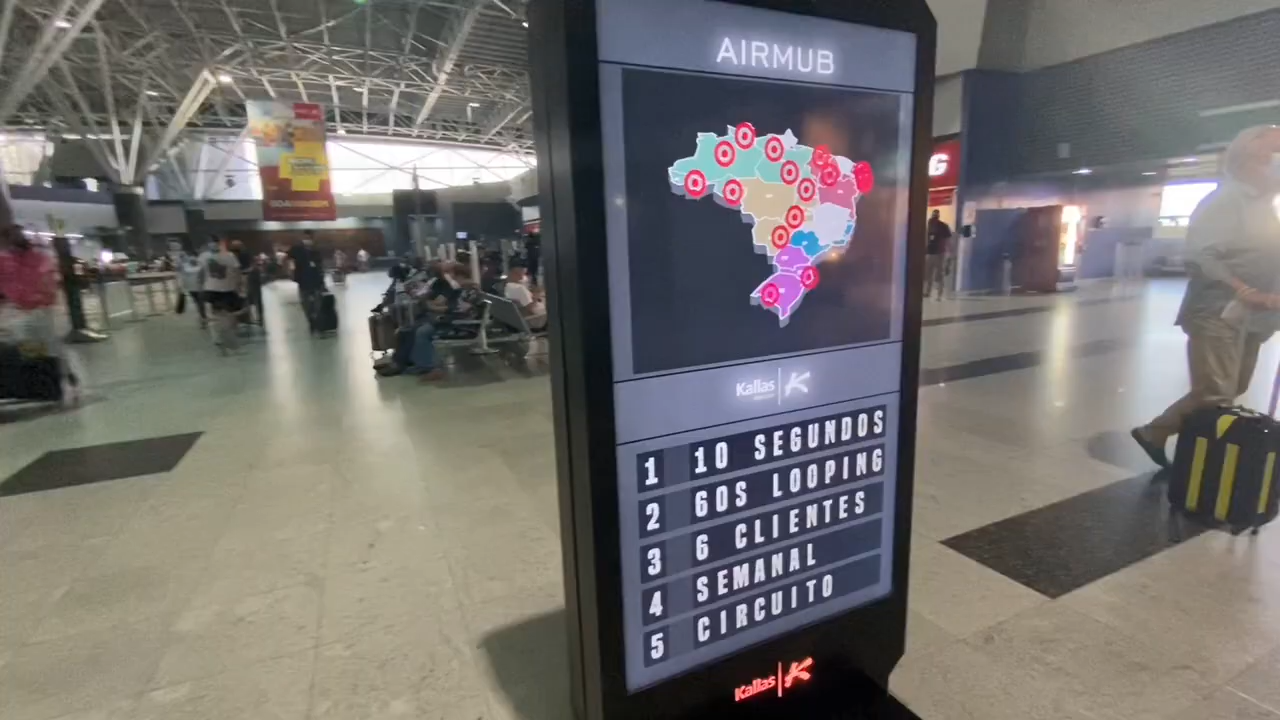 AIRMUB
Kallas
1 10 SEGUNDOS
2 60S LOOPING
3 6 CLIENTES
4 SEMANAL
5 CIRCUITO
Kallas
G